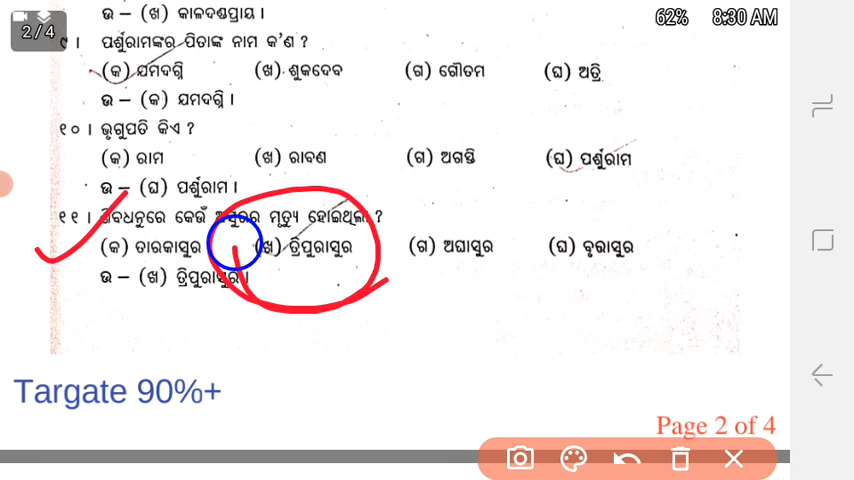 ଉ – (ଖ) କାଳଦଣ୍ଡପ୍ରାୟ ।
62% 8:30 AM
2/4
୯ । ପର୍ଶୁରାମଙ୍କର ପିତାଙ୍କ ନାମ କ'ଣ ?
(କ) ଯମଦଗ୍ନି (ଖ) ଶୁକଦେବ (ଗ) ଗୌତମ (ଘ) ଅତ୍ରି
ଉ – (କ) ଯମଦଗ୍ନି ।
୧୦ । ଭୃଗୁପତି କିଏ ?
(କ) ରାମ (ଖ) ରାବଣ (ଗ) ଅଗସ୍ତି (ଘ) ପର୍ଶୁରାମ
ଉ – (ଘ) ପର୍ଶୁରାମ ।
୧୧ । ଶିବଧନୁରେ କେଉଁ ଅସୁରର ମୃତ୍ୟୁ ହୋଇଥିଲା ?
(କ) ତାରକାସୁର (ଖ) ତ୍ରିପୁରାସୁର (ଗ) ଅଘାସୁର (ଘ) ବୃତ୍ତାସୁର
ଉ – (ଖ) ତ୍ରିପୁରାସୁର ।
Targate 90%+
Page 2 of 4